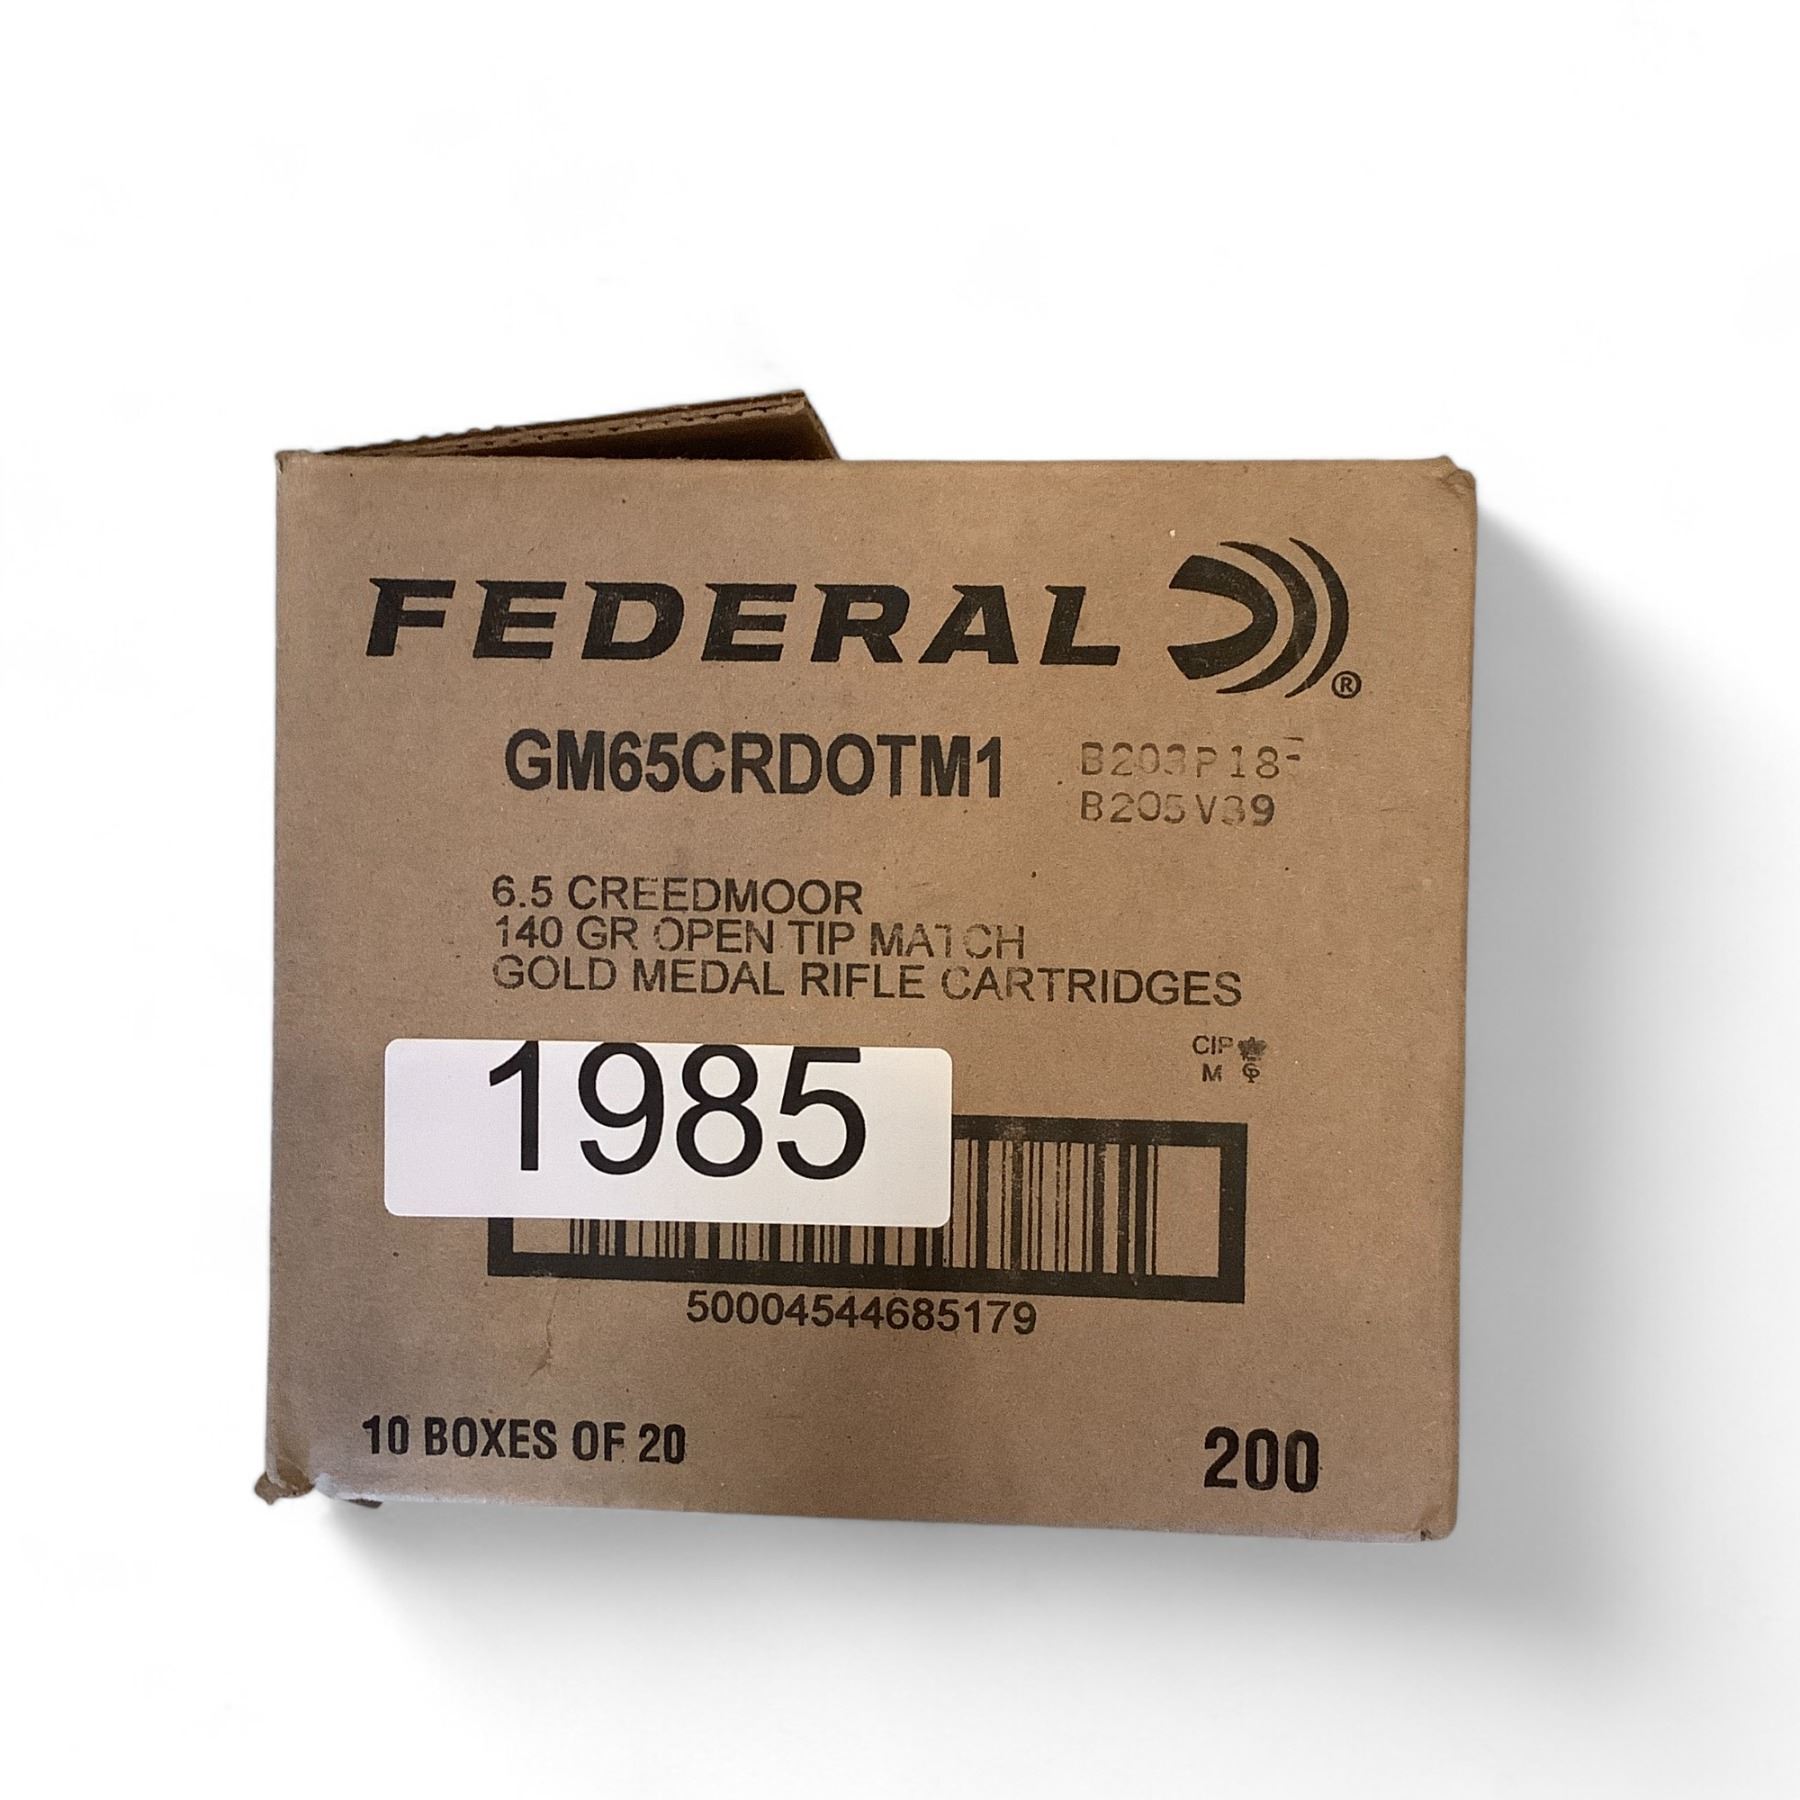 FEDERAL ®
GM65CRDOTM1
B203P18
B205V39
6.5 CREEDMOOR
140 GR OPEN TIP MATCH
GOLD MEDAL RIFLE CARTRIDGES
CIP
M
1985
50004544685179
10 BOXES OF 20
200